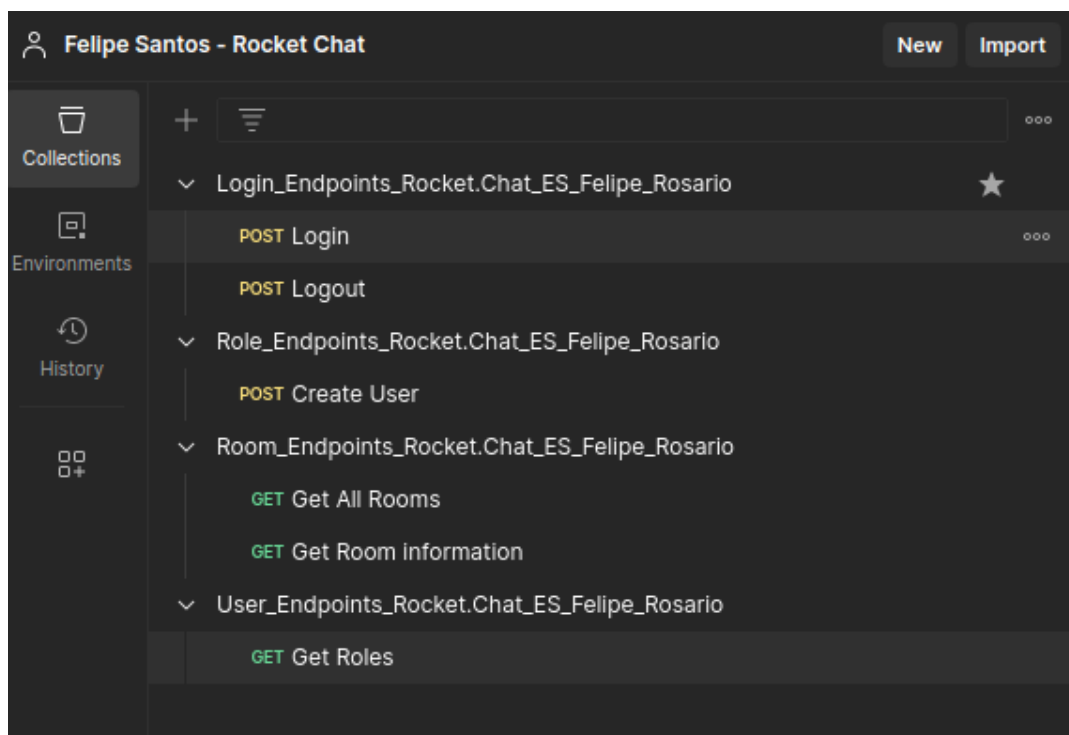 Felipe Santos - Rocket Chat
New
Import
Collections
Login_Endpoints_Rocket.Chat_ES_Felipe_Rosario
POST Login
Environments
POST Logout
Role_Endpoints_Rocket.Chat_ES_Felipe_Rosario
History
POST Create User
Room_Endpoints_Rocket.Chat_ES_Felipe_Rosario
GET Get All Rooms
GET Get Room information
User_Endpoints_Rocket.Chat_ES_Felipe_Rosario
GET Get Roles